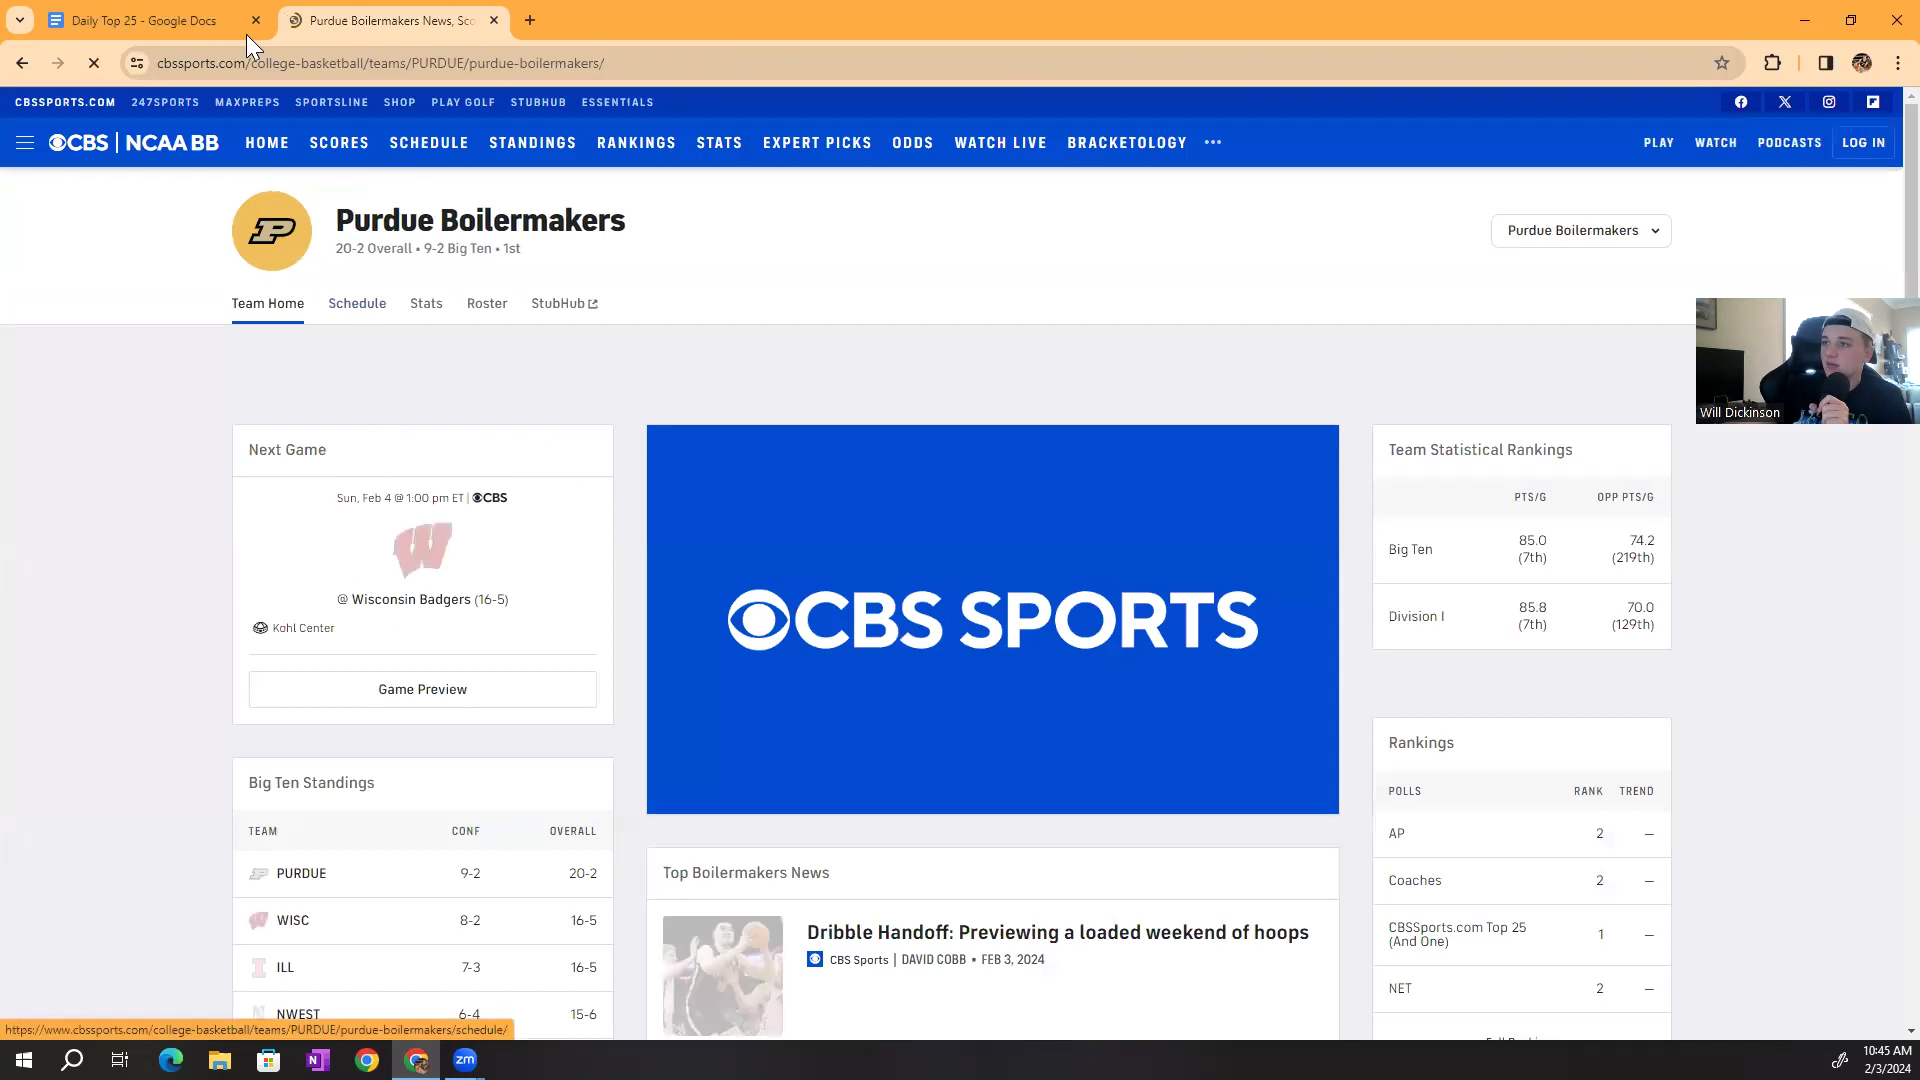 Daily Top 25 - Google Docs
Purdue Boilermakers News, Sco
cbssports.com/college-basketball/teams/PURDUE/purdue-boilermakers/
CBSSPORTS.COM 247SPORTS MAXPREPS SPORTSLINE SHOP PLAY GOLF STUBHUB ESSENTIALS
CBS NCAA BB HOME SCORES SCHEDULE STANDINGS RANKINGS STATS EXPERT PICKS ODDS WATCH LIVE BRACKETOLOGY ••• PLAY WATCH PODCASTS LOG IN
Purdue Boilermakers
20-2 Overall • 9-2 Big Ten • 1st
Purdue Boilermakers
Team Home Schedule Stats Roster StubHub
Will Dickinson
Next Game
Sun, Feb 4 @ 1:00 pm ET | CBS
@ Wisconsin Badgers (16-5)
Kohl Center
Game Preview
Big Ten Standings
TEAM CONF OVERALL
PURDUE 9-2 20-2
WISC 8-2 16-5
ILL 7-3 16-5
NWEST 6-4 15-6
CBS SPORTS
Top Boilermakers News
Dribble Handoff: Previewing a loaded weekend of hoops
CBS Sports | DAVID COBB • FEB 3, 2024
Team Statistical Rankings
PTS/G OPP PTS/G
Big Ten 85.0 (7th) 74.2 (219th)
Division I 85.8 (7th) 70.0 (129th)
Rankings
POLLS RANK TREND
AP 2 —
Coaches 2 —
CBSSports.com Top 25 (And One) 1 —
NET 2 —
https://www.cbssports.com/college-basketball/teams/PURDUE/purdue-boilermakers/schedule/
zm
10:45 AM
2/3/2024